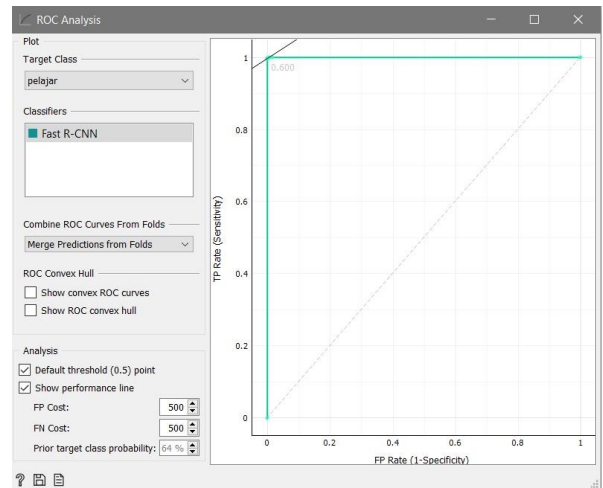 ROC Analysis
Plot
Target Class
pelajar
Classifiers
Fast R-CNN
Combine ROC Curves From Folds
Merge Predictions from Folds
ROC Convex Hull
Show convex ROC curves
Show ROC convex hull
Analysis
Default threshold (0.5) point
Show performance line
FP Cost: 500
FN Cost: 500
Prior target class probability: 64 %
TP Rate (Sensitivity)
1
0.8
0.6
0.4
0.2
0
0.600
0 0.2 0.4 0.6 0.8 1
FP Rate (1-Specificity)